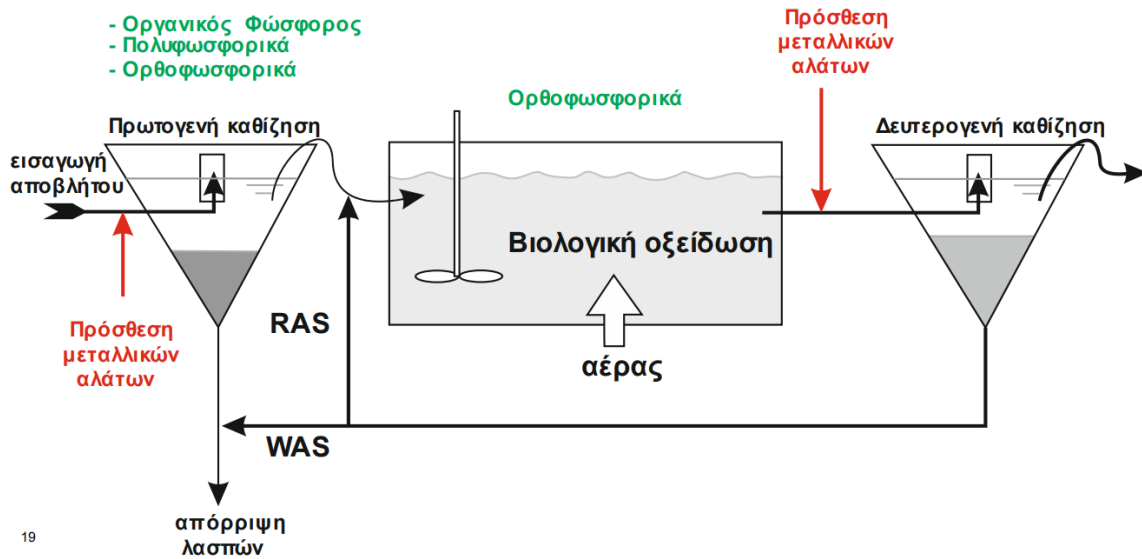 - Οργανικός Φώσφορος
- Πολυφωσφορικά
- Ορθοφωσφορικά
Πρόσθεση
μεταλλικών
αλάτων
Ορθοφωσφορικά
Πρωτογενή καθίζηση
Δευτερογενή καθίζηση
εισαγωγή
αποβλήτου
Βιολογική οξείδωση
Πρόσθεση
μεταλλικών
αλάτων
RAS
αέρας
WAS
απόρριψη
λασπών
19